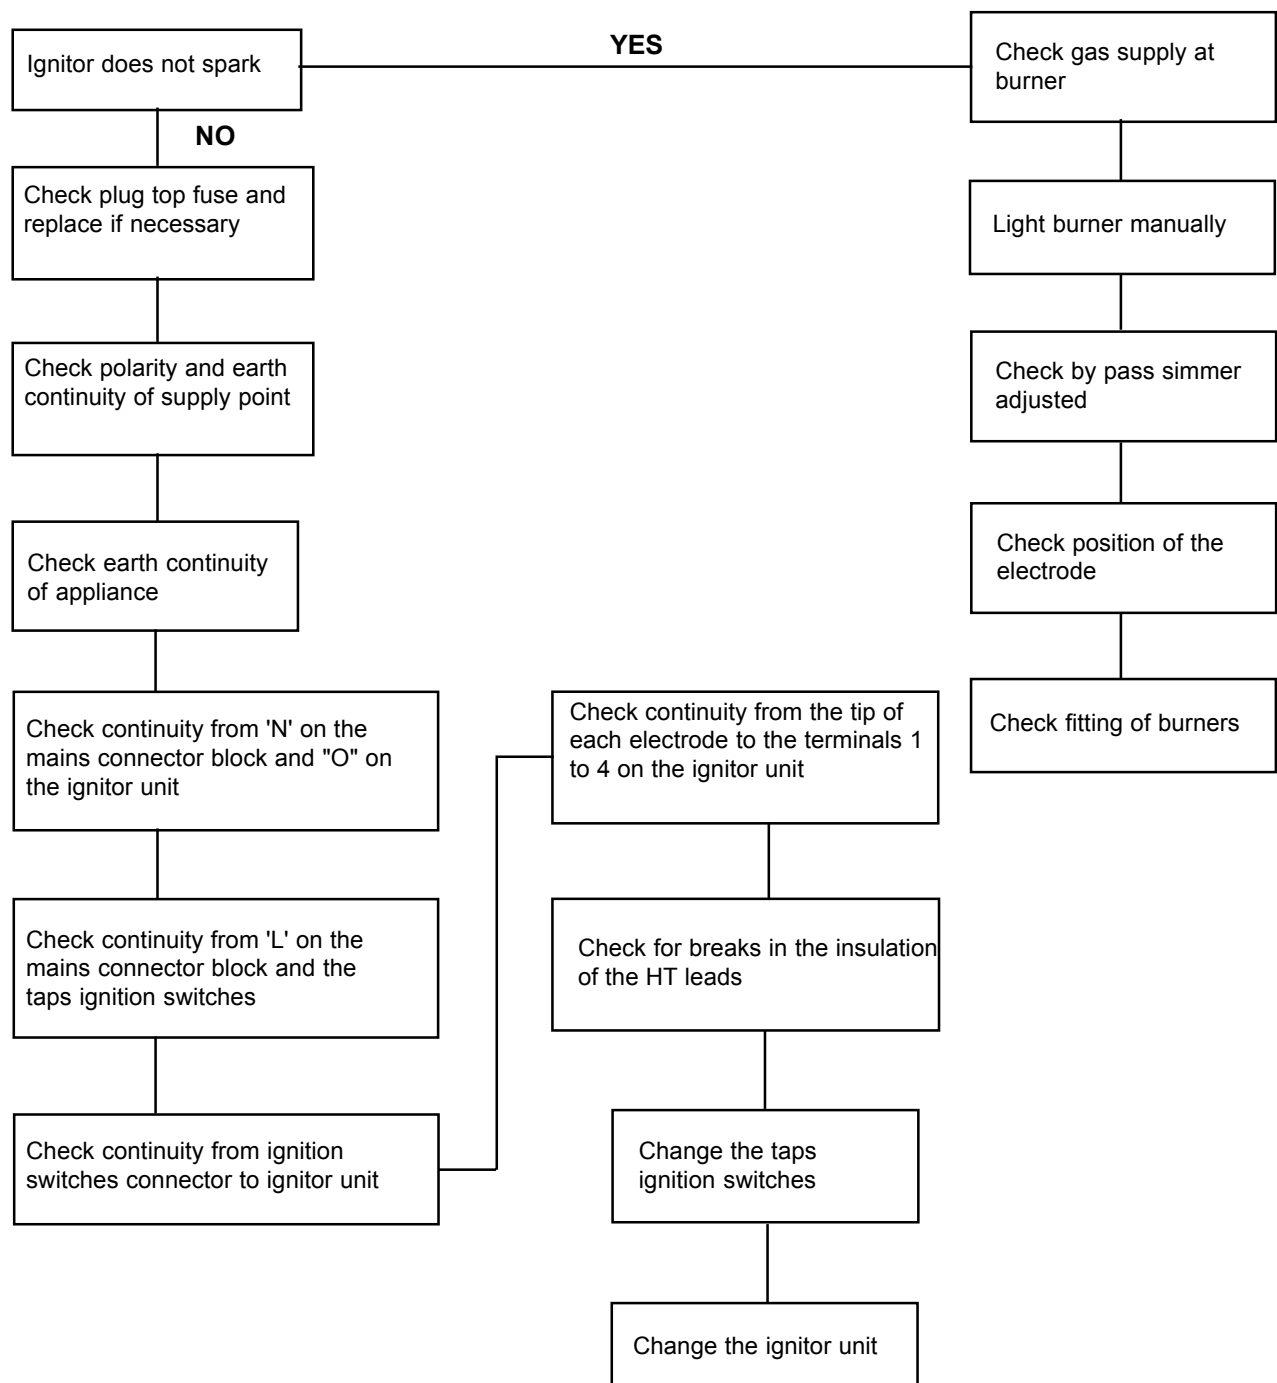 Ignitor does not spark
YES
Check gas supply at
burner
NO
Check plug top fuse and
replace if necessary
Light burner manually
Check polarity and earth
continuity of supply point
Check by pass simmer
adjusted
Check earth continuity
of appliance
Check position of the
electrode
Check continuity from 'N' on the
mains connector block and "O" on
the ignitor unit
Check continuity from the tip of
each electrode to the terminals 1
to 4 on the ignitor unit
Check fitting of burners
Check continuity from 'L' on the
mains connector block and the
taps ignition switches
Check for breaks in the insulation
of the HT leads
Check continuity from ignition
switches connector to ignitor unit
Change the taps
ignition switches
Change the ignitor unit